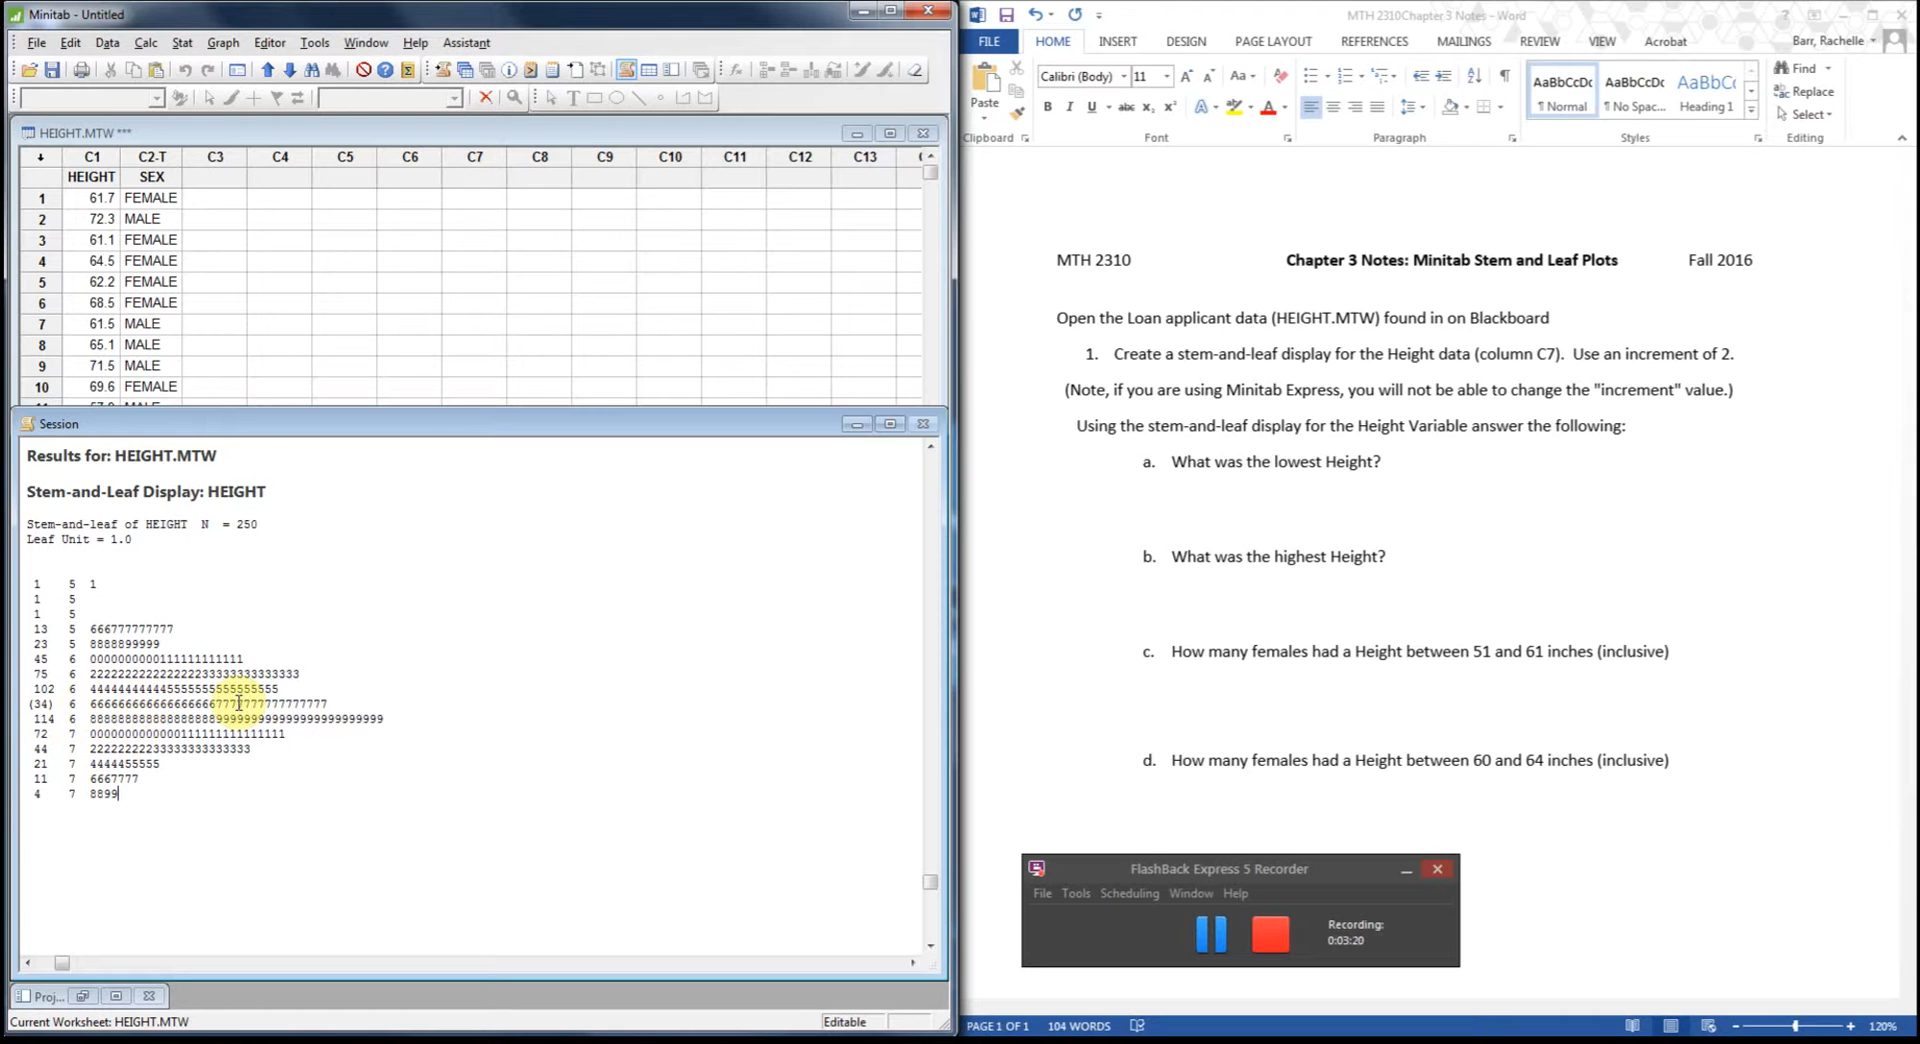 Minitab - Untitled
File Edit Data Calc Stat Graph Editor Tools Window Help Assistant
HEIGHT.MTW ***
C1 C2-T C3 C4 C5 C6 C7 C8 C9 C10 C11 C12 C13
HEIGHT SEX
1 61.7 FEMALE
2 72.3 MALE
3 61.1 FEMALE
4 64.5 FEMALE
5 62.2 FEMALE
6 68.5 FEMALE
7 61.5 MALE
8 65.1 MALE
9 71.5 MALE
10 69.6 FEMALE
Session
Results for: HEIGHT.MTW
Stem-and-Leaf Display: HEIGHT
Stem-and-leaf of HEIGHT N = 250
Leaf Unit = 1.0
1 5 1
1 5
1 5
13 5 666777777777
23 5 8888899999
45 6 0000000000111111111111
75 6 222222222222222233333333333333
102 6 444444444445555555555555555
(34) 6 6666666666666666667777777777777777
114 6 888888888888888888999999999999999999999999
72 7 0000000000000111111111111111
44 7 22222222233333333333333
21 7 4444455555
11 7 6667777
4 7 8899
Proj...
Current Worksheet: HEIGHT.MTW
Editable
MTH 2310Chapter 3 Notes - Word
FILE HOME INSERT DESIGN PAGE LAYOUT REFERENCES MAILINGS REVIEW VIEW Acrobat Barr, Rachelle
Calibri (Body) 11
Paste
Clipboard Font Paragraph Styles Editing
AaBbCcDc AaBbCcDc AaBbC
¶ Normal ¶ No Spac... Heading 1
Find
Replace
Select
MTH 2310 Chapter 3 Notes: Minitab Stem and Leaf Plots Fall 2016
Open the Loan applicant data (HEIGHT.MTW) found in on Blackboard
1. Create a stem-and-leaf display for the Height data (column C7). Use an increment of 2.
(Note, if you are using Minitab Express, you will not be able to change the "increment" value.)
Using the stem-and-leaf display for the Height Variable answer the following:
a. What was the lowest Height?
b. What was the highest Height?
c. How many females had a Height between 51 and 61 inches (inclusive)
d. How many females had a Height between 60 and 64 inches (inclusive)
FlashBack Express 5 Recorder
File Tools Scheduling Window Help
Recording:
0:03:20
PAGE 1 OF 1 104 WORDS
120%